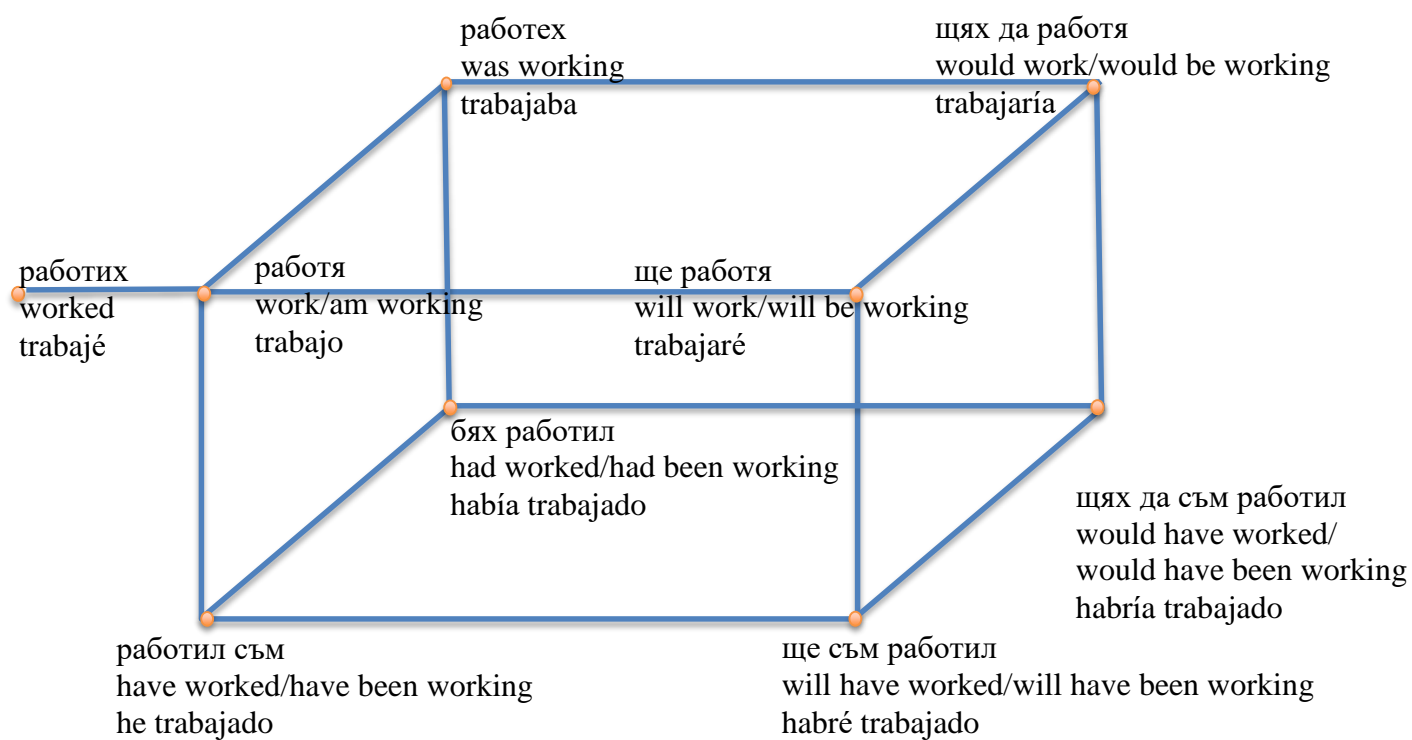 работех
was working
trabajaba
щях да работя
would work/would be working
trabajaría
работих
worked
trabajé
работя
work/am working
trabajo
ще работя
will work/will be working
trabajaré
бях работил
had worked/had been working
había trabajado
щях да съм работил
would have worked/
would have been working
habría trabajado
работил съм
have worked/have been working
he trabajado
ще съм работил
will have worked/will have been working
habré trabajado